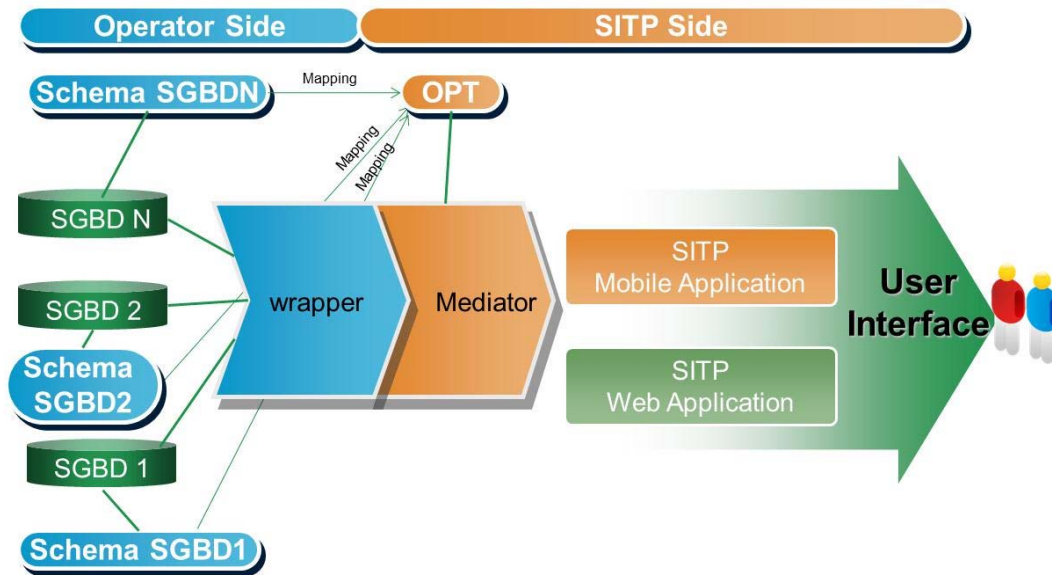 Operator Side
SITP Side
Schema SGBDN
Mapping
OPT
Mapping
Mapping
SGBD N
SGBD 2
Schema
SGBD2
SGBD 1
Schema SGBD1
wrapper
Mediator
SITP
Mobile Application
SITP
Web Application
User
Interface